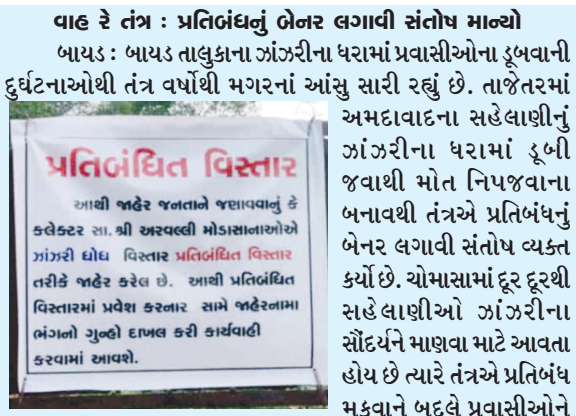 વાહ રે તંત્ર : પ્રતિબંધનું બેનર લગાવી સંતોષ માન્યો
બાયડ : બાયડ તાલુકાના ઝાંઝરીના ધરામાં પ્રવાસીઓના ડૂબવાની
દુર્ઘટનાઓથી તંત્ર વર્ષોથી મગરનાં આંસુ સારી રહ્યું છે. તાજેતરમાં
અમદાવાદના સહેલાણીનું
ઝાંઝરીના ધરામાં ડૂબી
જવાથી મોત નિપજવાના
બનાવથી તંત્રએ પ્રતિબંધનું
બેનર લગાવી સંતોષ વ્યક્ત
કર્યો છે. ચોમાસામાં દૂર દૂરથી
સહેલાણીઓ ઝાંઝરીના
સૌંદર્યને માણવા માટે આવતા
હોય છે ત્યારે તંત્રએ પ્રતિબંધ
મૂકવાને બદલે પ્રવાસીઓને
પ્રતિબંધિત વિસ્તાર
આથી જાહેર જનતાને જણાવવાનું કે
કલેક્ટર સા. શ્રી અરવલ્લી મોડાસાનાઓએ
ઝાંઝરી ધોધ વિસ્તાર પ્રતિબંધિત વિસ્તાર
તરીકે જાહેર કરેલ છે. આથી પ્રતિબંધિત
વિસ્તારમાં પ્રવેશ કરનાર સામે જાહેરનામા
ભંગનો ગુન્હો દાખલ કરી કાર્યવાહી
કરવામાં આવશે.